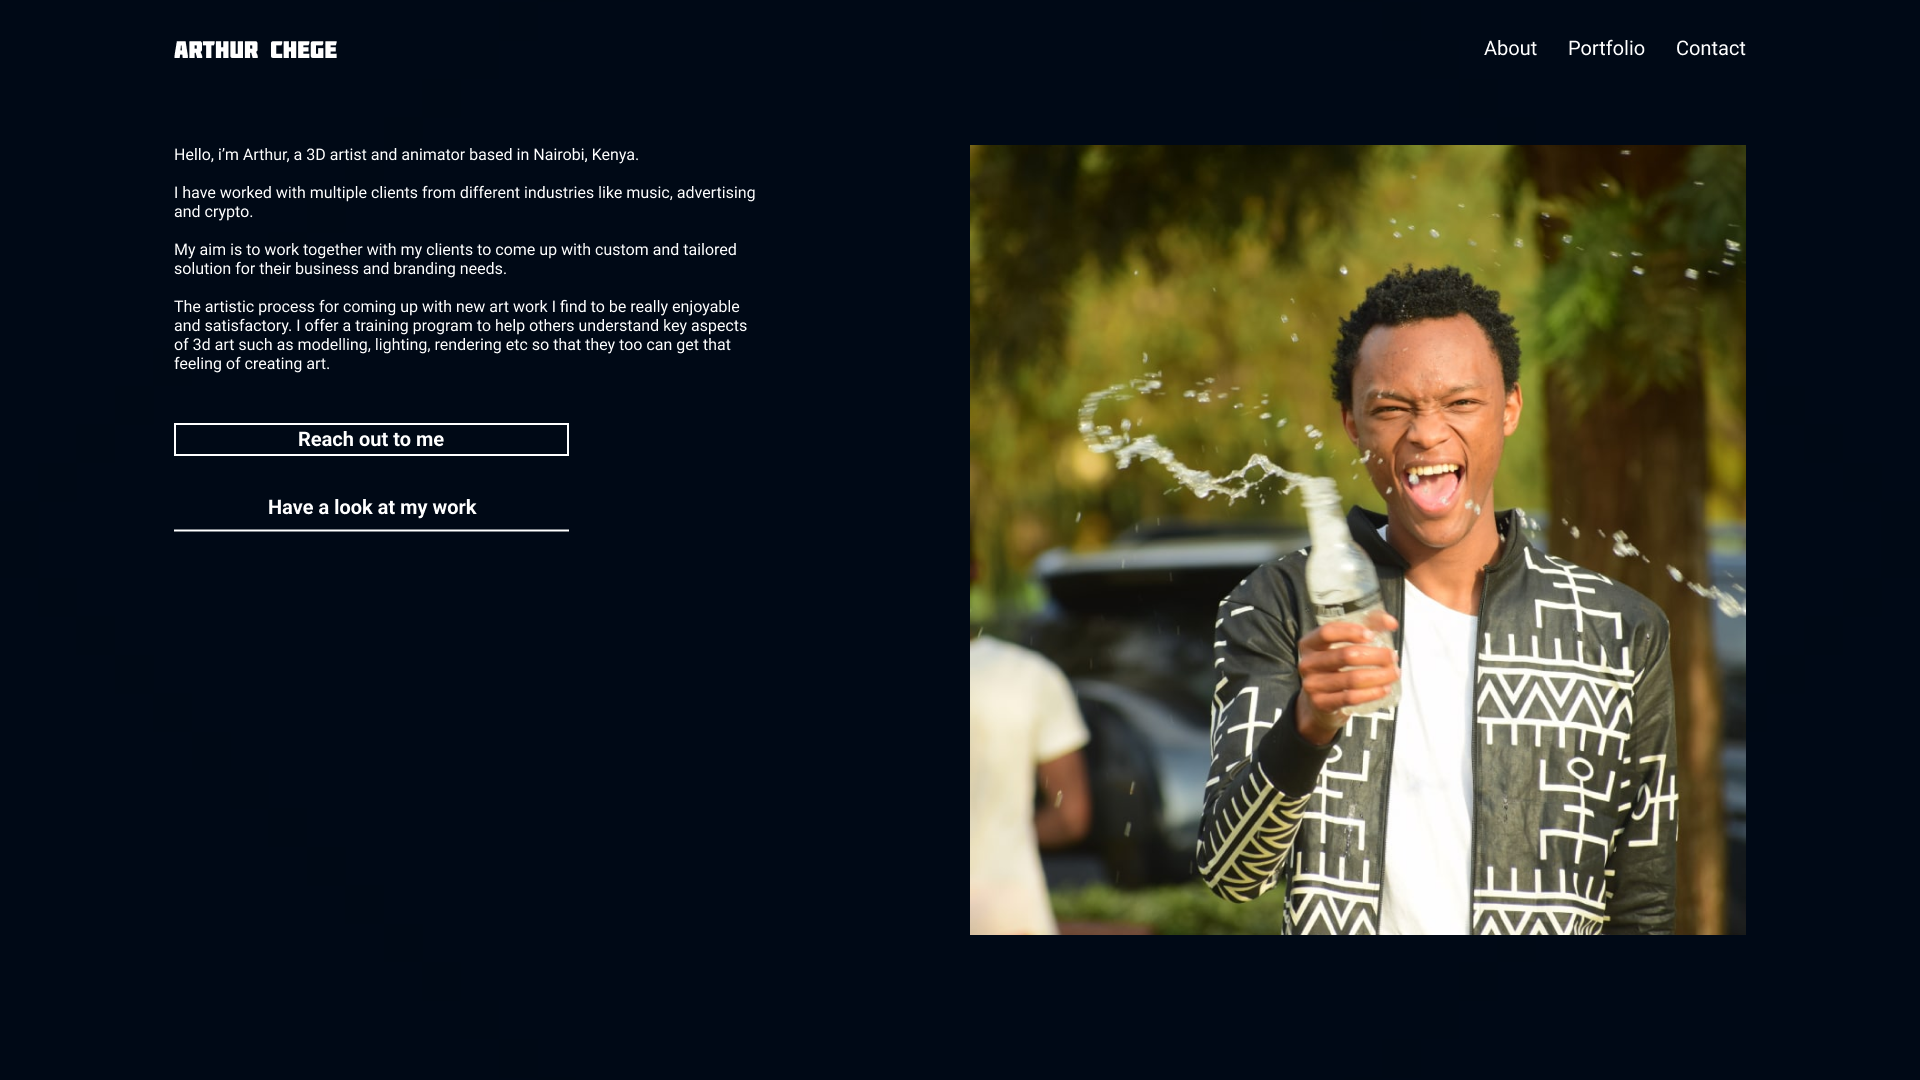 ARTHUR CHEGE
About Portfolio Contact
Hello, i'm Arthur, a 3D artist and animator based in Nairobi, Kenya.
I have worked with multiple clients from different industries like music, advertising
and crypto.
My aim is to work together with my clients to come up with custom and tailored
solution for their business and branding needs.
The artistic process for coming up with new art work I find to be really enjoyable
and satisfactory. I offer a training program to help others understand key aspects
of 3d art such as modelling, lighting, rendering etc so that they too can get that
feeling of creating art.
Reach out to me
Have a look at my work